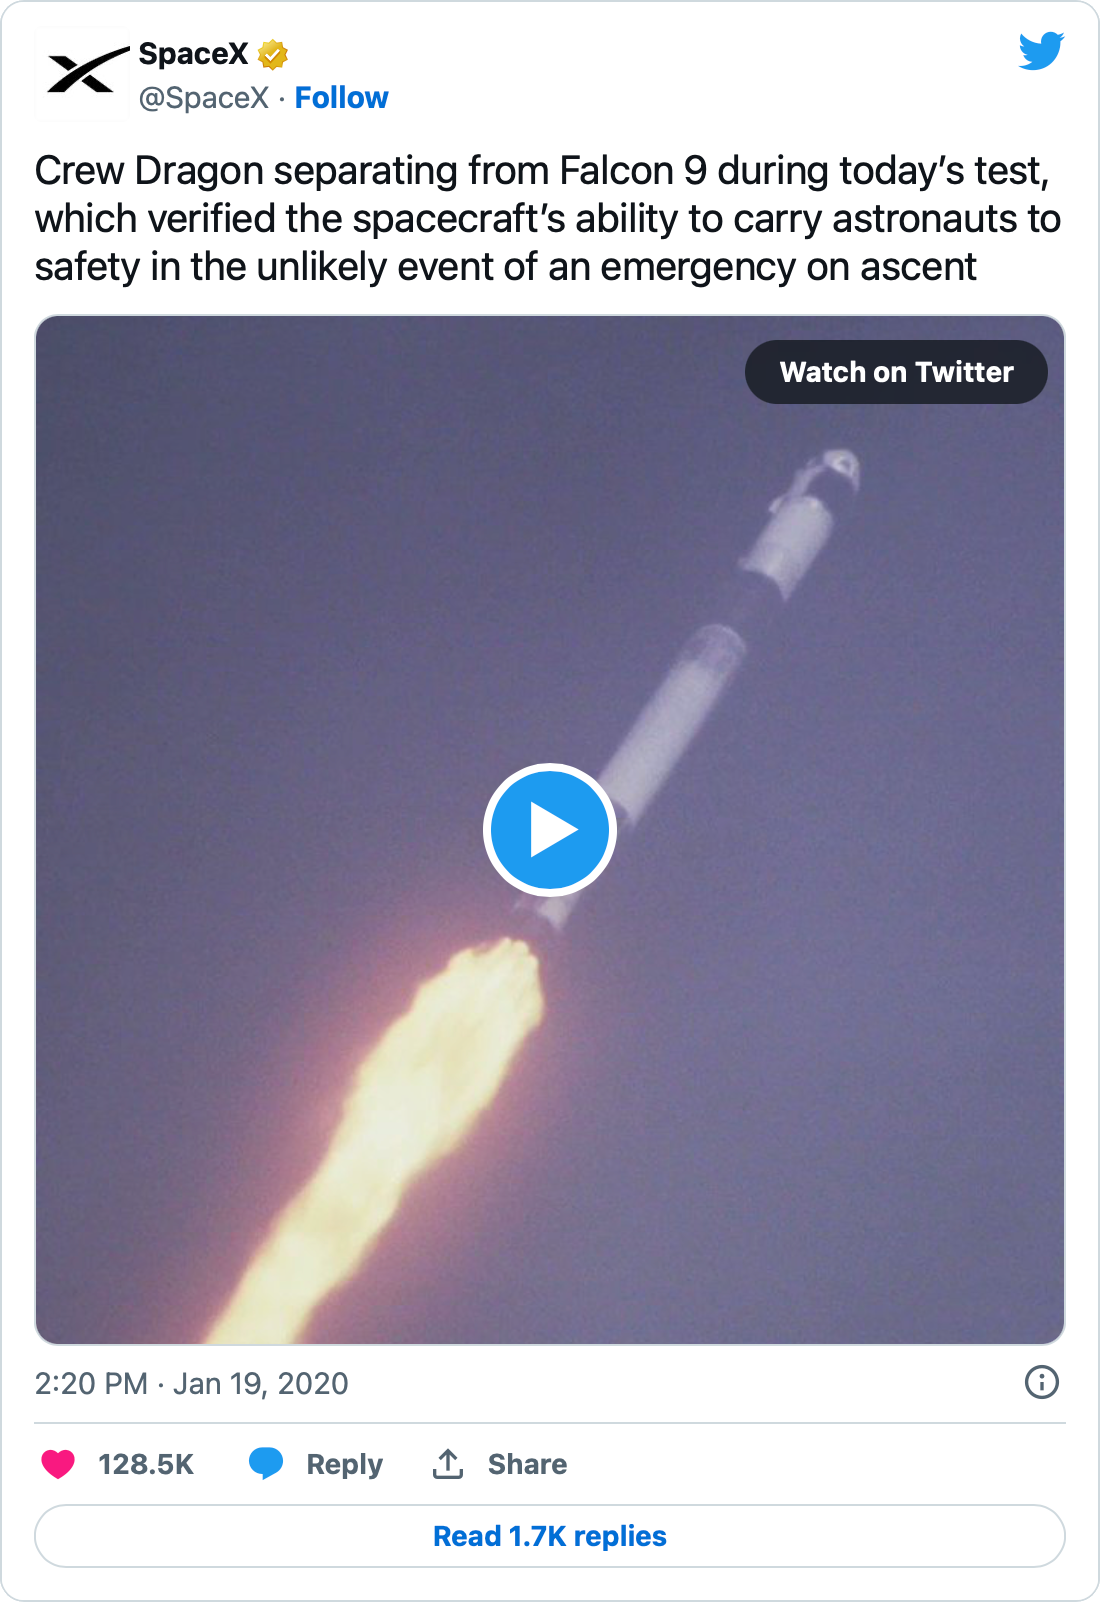 SpaceX
@SpaceX · Follow
Crew Dragon separating from Falcon 9 during today’s test,
which verified the spacecraft’s ability to carry astronauts to
safety in the unlikely event of an emergency on ascent
Watch on Twitter
2:20 PM · Jan 19, 2020
128.5K Reply Share
Read 1.7K replies